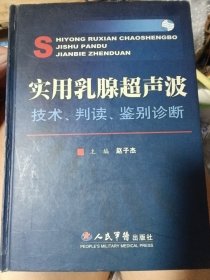 SHIYONG RUXIAN CHAOSHENGBO
JISHU PANDU
JIANBIE ZHENDUAN
实用乳腺超声波
技术、判读、鉴别诊断
主编 赵子杰
人民军医出版社
PEOPLE'S MILITARY MEDICAL PRESS